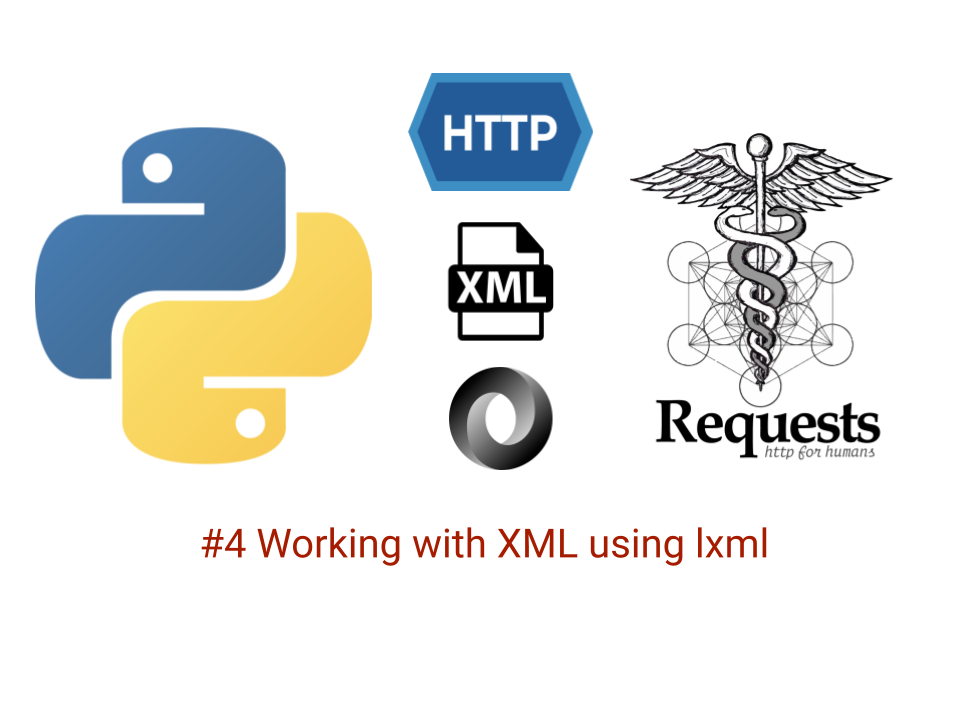 HTTP
XML
Requests
http for humans
#4 Working with XML using lxml